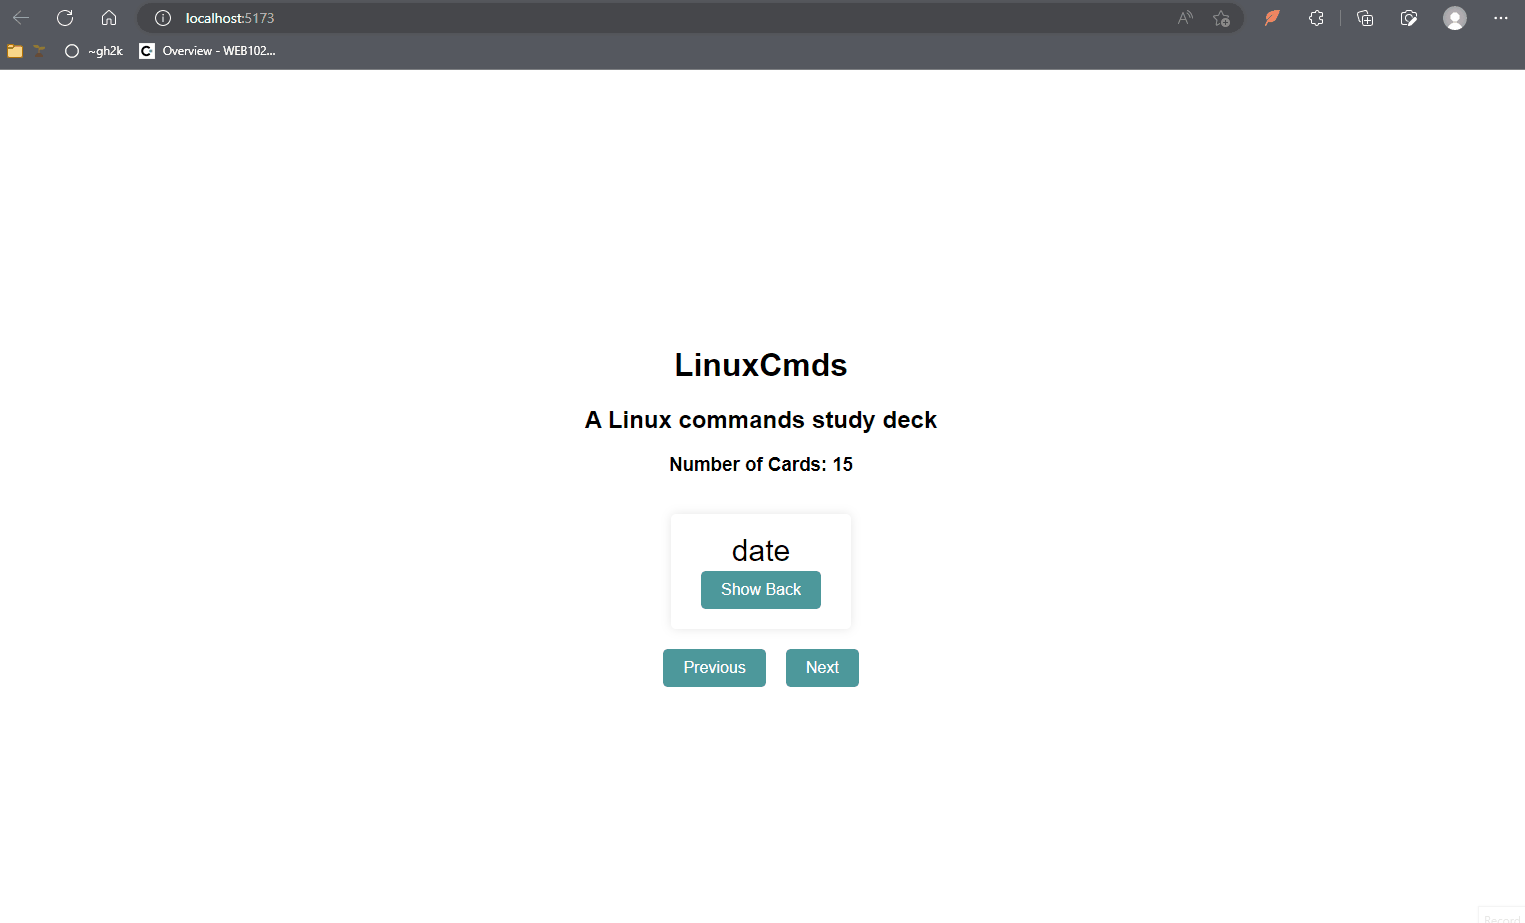 localhost:5173
~gh2k
Overview - WEB102...
LinuxCmds
A Linux commands study deck
Number of Cards: 15
date
Show Back
Previous Next
Record